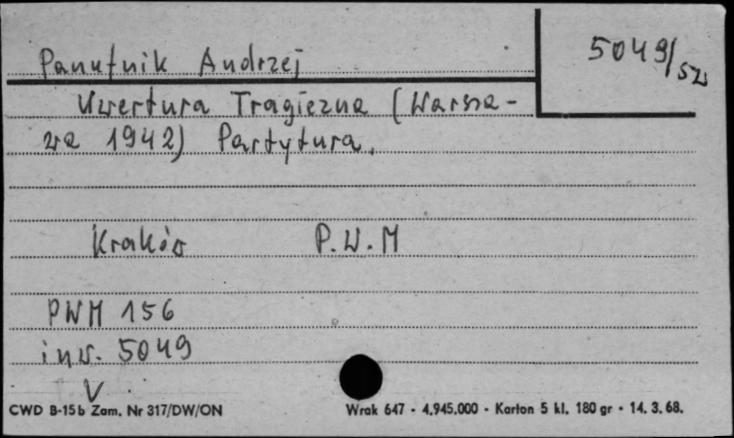 Panufnik Andrzej
5049/sz
Uwertura Tragiczna (Warsza-
wa 1942) Partytura.
Kraków P.W.M
PWM 156
inw. 5049
V
CWD B-15b Zam. Nr 317/DW/ON
Wrak 647 - 4.945.000 - Karton 5 kl. 180 gr - 14. 3. 68.